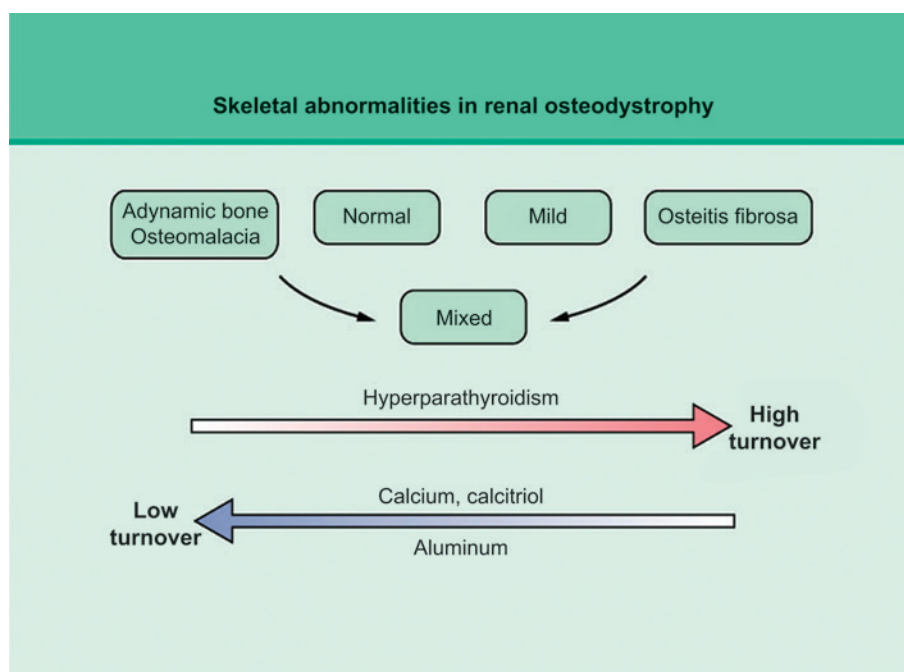 Skeletal abnormalities in renal osteodystrophy
Adynamic bone
Osteomalacia
Normal
Mild
Osteitis fibrosa
Mixed
Hyperparathyroidism
High
turnover
Calcium, calcitriol
Low
turnover
Aluminum